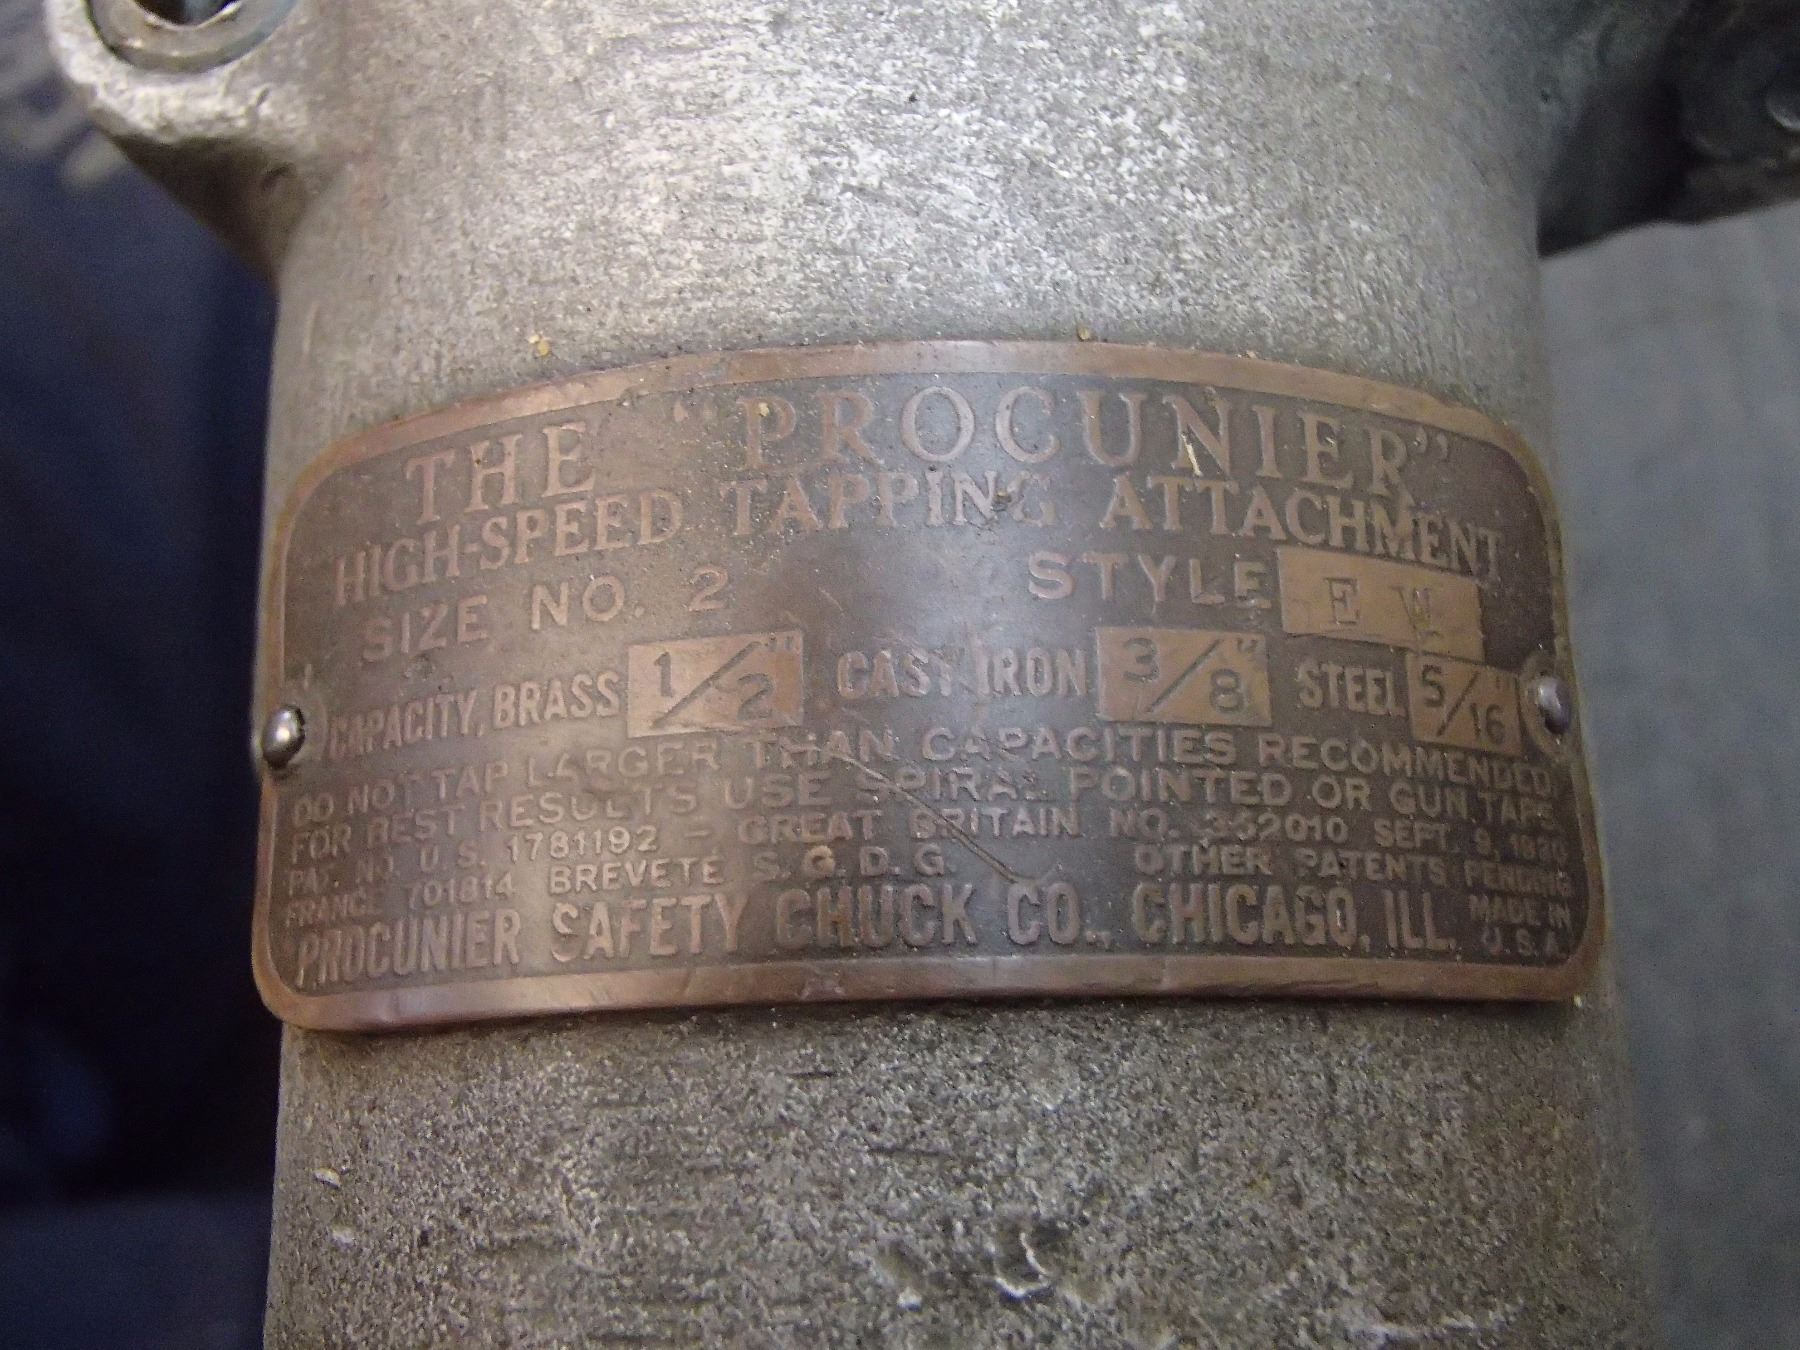 THE "PROCUNIER"
HIGH-SPEED TAPPING ATTACHMENT
SIZE NO. 2 STYLE E
CAPACITY, BRASS 1/2" CAST IRON 3/8" STEEL 5/16"
DO NOT TAP LARGER THAN CAPACITIES RECOMMENDED.
FOR BEST RESULTS USE SPIRAL POINTED OR GUN TAPS.
PAT. NO. U.S. 1781192 - GREAT BRITAIN NO. SEPT. 9,
FRANCE 701814 BREVETE S.G.D.G. OTHER PATENTS PENDING
PROCUNIER SAFETY CHUCK CO., CHICAGO, ILL. MADE IN U.S.A.